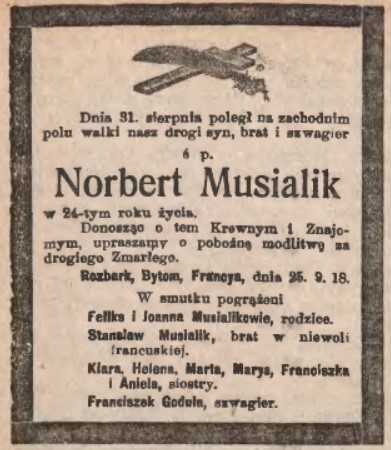 Dnia 31. sierpnia poległ na zachodnim
polu walki nasz drogi syn, brat i szwagier
ś p.
Norbert Musialik
w 24-tym roku życia.
Donosząc o tem Krewnym i Znajo-
mym, upraszamy o pobożną modlitwę za
drogiego Zmarłego.
Rozbark, Bytom, Francya, dnia 25. 9. 18.
W smutku pogrążeni
Feliks i Joanna Musialikowie, rodzice.
Stanisław Musialik, brat w niewoli
francuskiej.
Klara, Helena, Marta, Marya, Franciszka
i Aniela, siostry.
Franciszek Godula, szwagier.